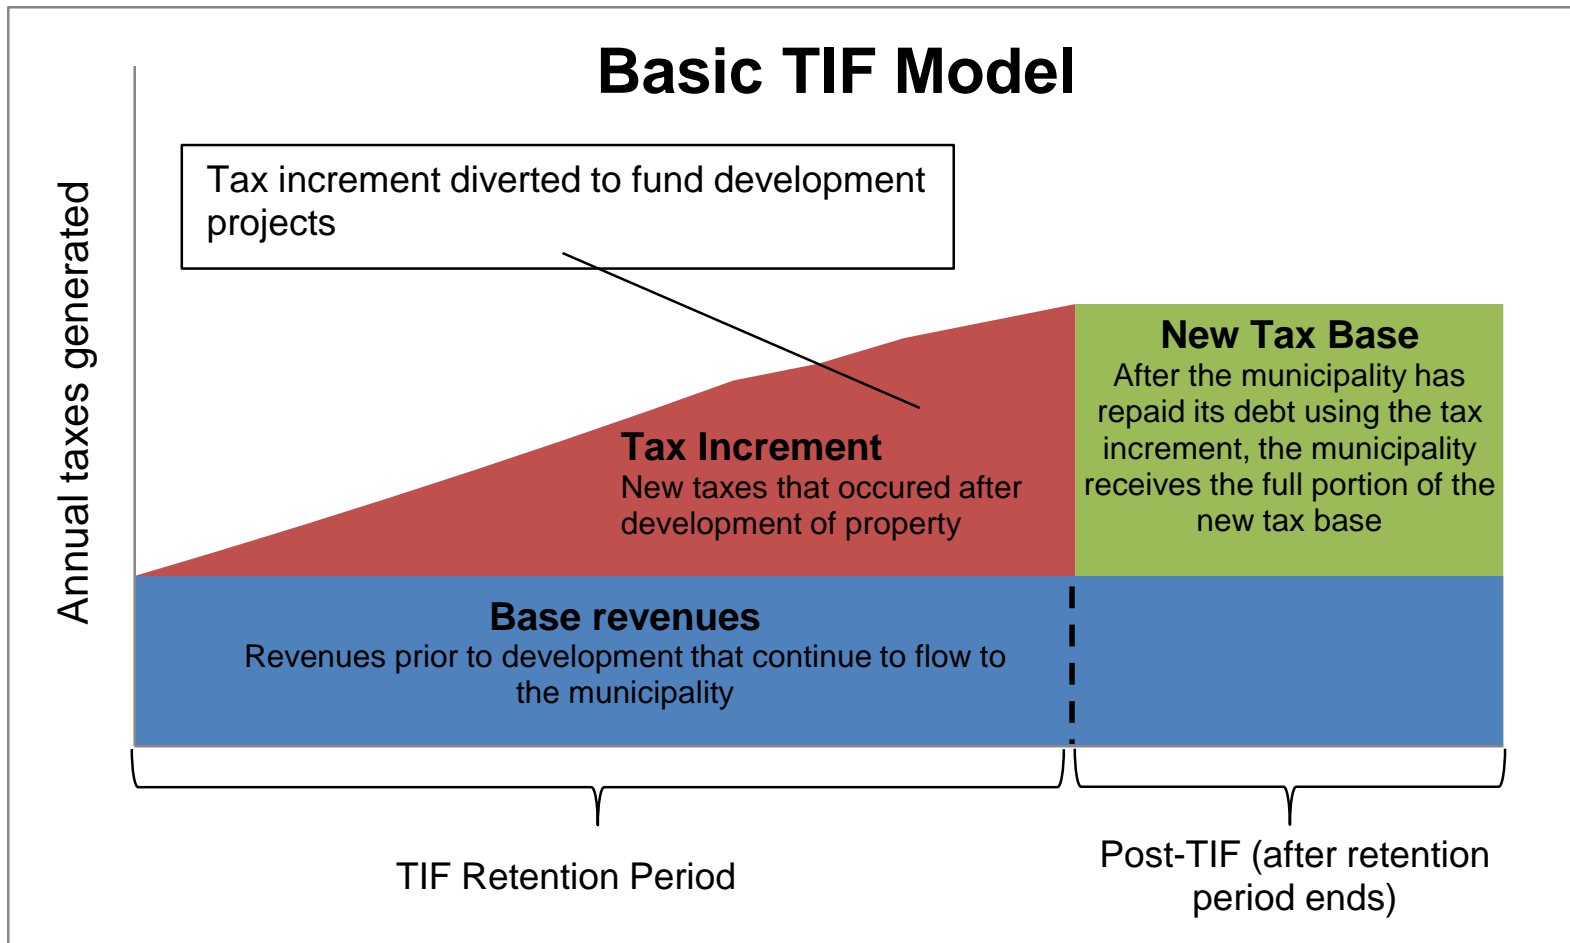 Basic TIF Model
Tax increment diverted to fund development
projects
Annual taxes generated
Tax Increment
New taxes that occured after
development of property
New Tax Base
After the municipality has
repaid its debt using the tax
increment, the municipality
receives the full portion of the
new tax base
Base revenues
Revenues prior to development that continue to flow to
the municipality
TIF Retention Period
Post-TIF (after retention
period ends)